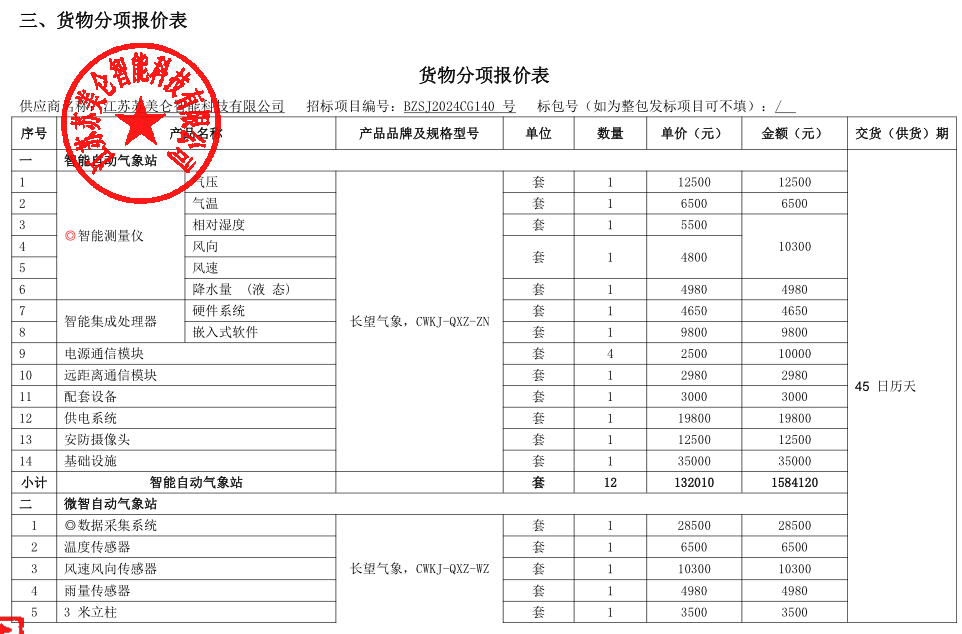 三、货物分项报价表
货物分项报价表
供应商名称：江苏苏美仑智能科技有限公司 招标项目编号：BZSJ2024CG140 号 标包号（如为整包发标项目可不填）：/
序号 产品名称 产品品牌及规格型号 单位 数量 单价（元） 金额（元） 交货（供货）期
一 智能自动气象站
1 气压 套 1 12500 12500
2 气温 套 1 6500 6500
3 相对湿度 套 1 5500
◎智能测量仪
4 风向
10300
套 1 4800
5 风速
6 降水量 (液 态) 套 1 4980 4980
7 硬件系统 套 1 4650 4650
智能集成处理器 长望气象，CWKJ-QXZ-ZN
8 嵌入式软件 套 1 9800 9800
9 电源通信模块 套 4 2500 10000
10 远距离通信模块 套 1 2980 2980
45 日历天
11 配套设备 套 1 3000 3000
12 供电系统 套 1 19800 19800
13 安防摄像头 套 1 12500 12500
14 基础设施 套 1 35000 35000
小计 智能自动气象站 套 12 132010 1584120
二 微智自动气象站
1 ◎数据采集系统 套 1 28500 28500
2 温度传感器 套 1 6500 6500
3 风速风向传感器 长望气象，CWKJ-QXZ-WZ 套 1 10300 10300
4 雨量传感器 套 1 4980 4980
5 3 米立柱 套 1 3500 3500
江苏苏美仑智能科技有限公司